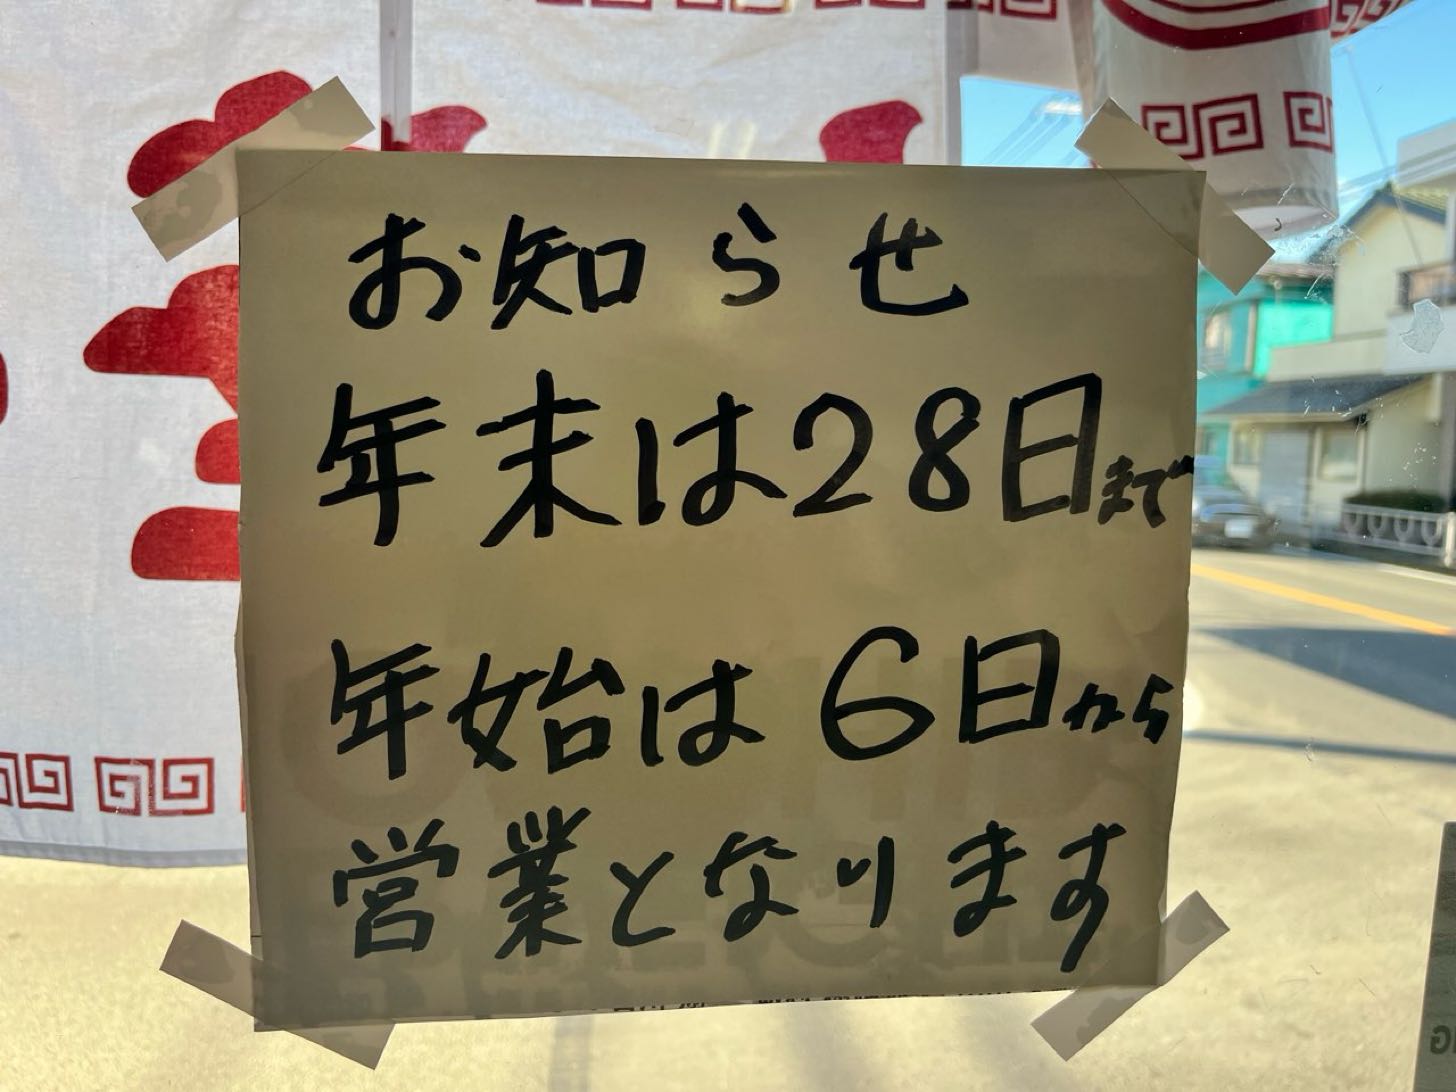 お知らせ
年末は28日まで
年始は6日から
営業となります